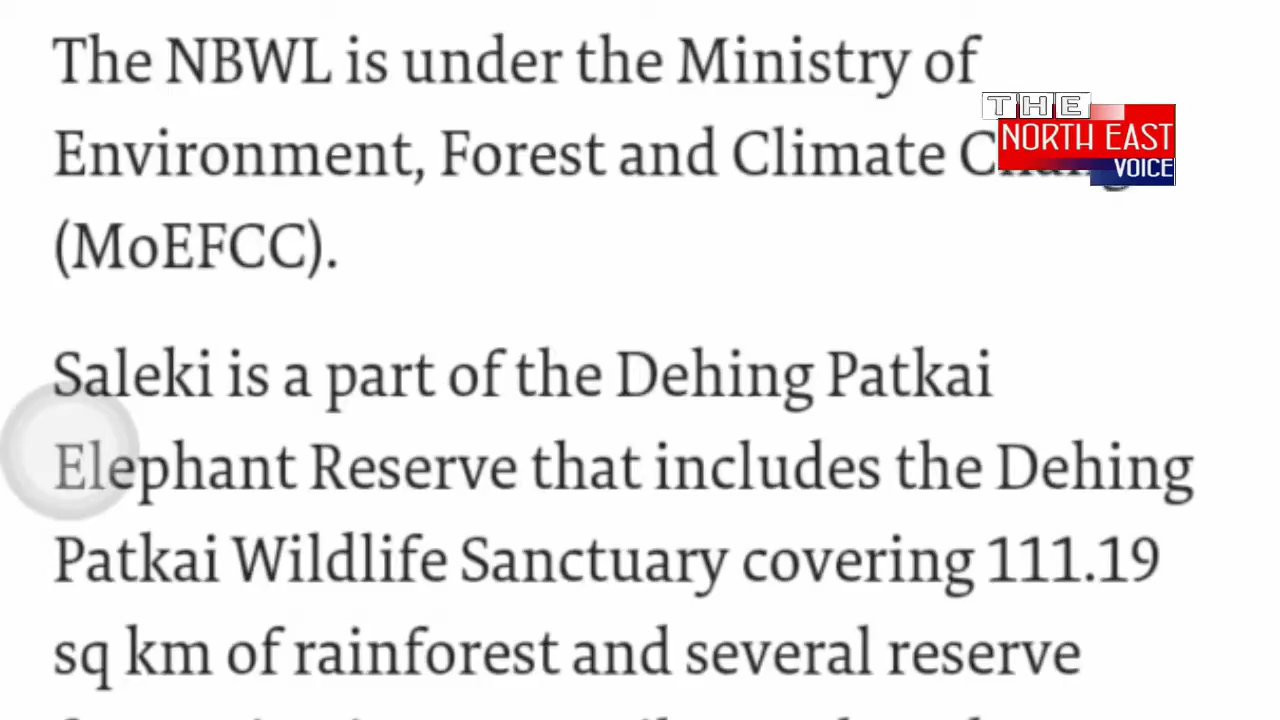 The NBWL is under the Ministry of
THE
NORTH EAST
VOICE
Environment, Forest and Climate
(MoEFCC).
Saleki is a part of the Dehing Patkai
Elephant Reserve that includes the Dehing
Patkai Wildlife Sanctuary covering 111.19
sq km of rainforest and several reserve